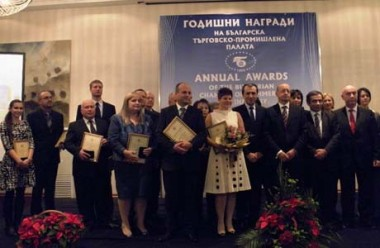 ГОДИШНИ НАГРАДИ
НА БЪЛГАРСКА
ТЪРГОВСКО-ПРОМИШЛЕНА
ПАЛАТА
ANNUAL AWARDS
OF THE BULGARIAN